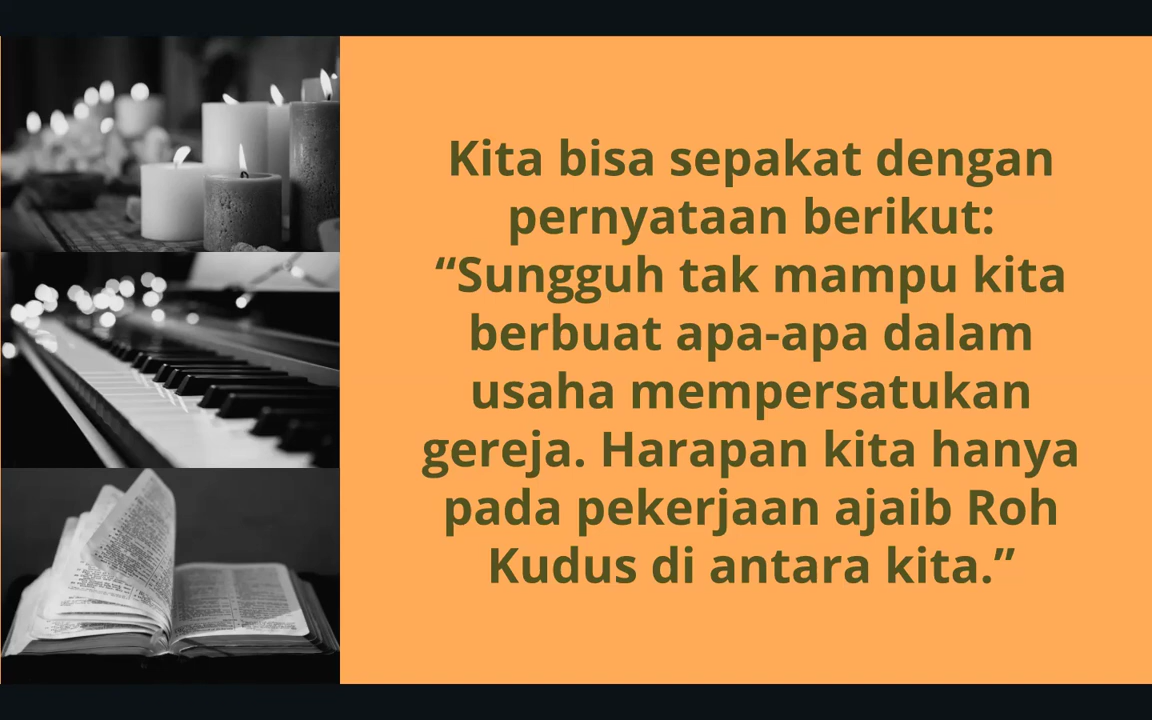 Kita bisa sepakat dengan
pernyataan berikut:
“Sungguh tak mampu kita
berbuat apa-apa dalam
usaha mempersatukan
gereja. Harapan kita hanya
pada pekerjaan ajaib Roh
Kudus di antara kita.”